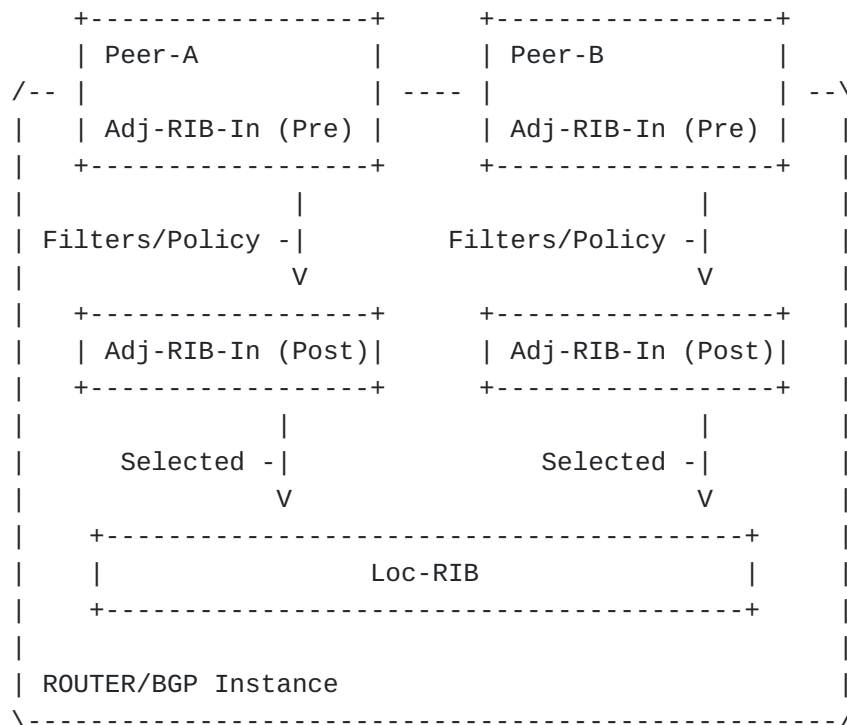 Peer-A Peer-B
Adj-RIB-In (Pre) Adj-RIB-In (Pre)
Filters/Policy Filters/Policy
Adj-RIB-In (Post) Adj-RIB-In (Post)
Selected Selected
Loc-RIB
ROUTER/BGP Instance